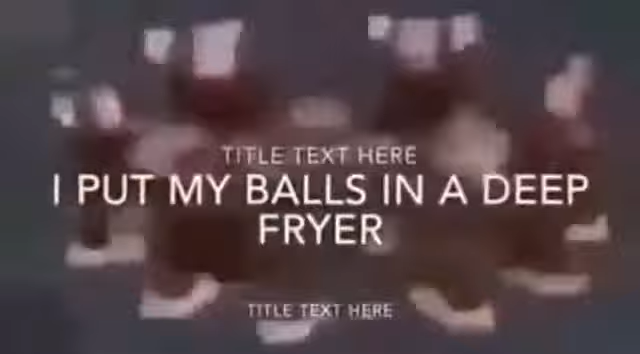 TITLE TEXT HERE
I PUT MY BALLS IN A DEEP
FRYER
TITLE TEXT HERE